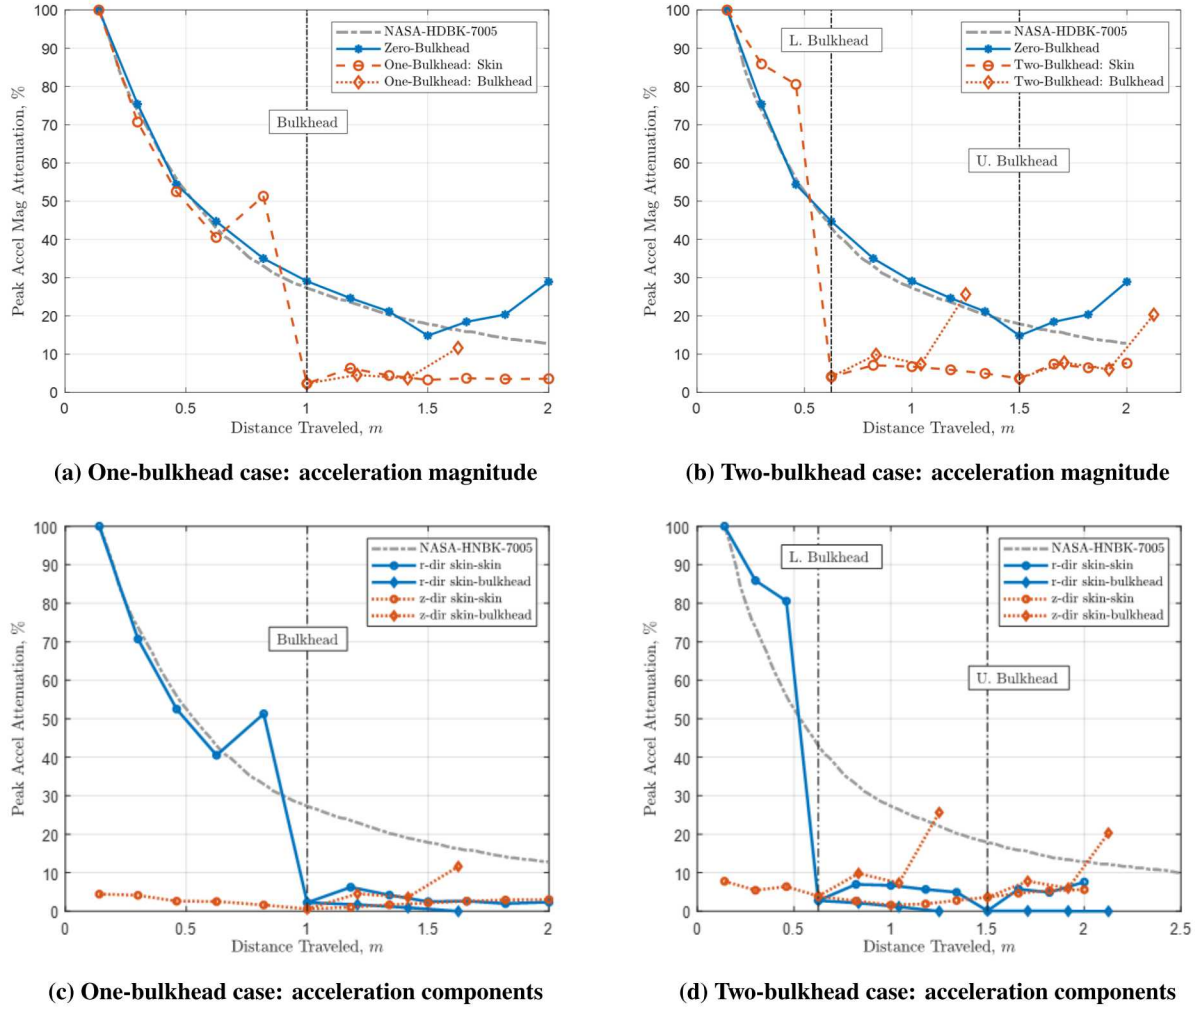 100
90
80
70
60
50
40
30
20
10
0
Peak Accel Mag Attenuation, %
NASA-HDBK-7005
Zero-Bulkhead
One-Bulkhead: Skin
One-Bulkhead: Bulkhead
Bulkhead
0 0.5 1 1.5 2
Distance Traveled, m
(a) One-bulkhead case: acceleration magnitude
100
90
80
70
60
50
40
30
20
10
0
Peak Accel Mag Attenuation, %
L. Bulkhead
NASA-HDBK-7005
Zero-Bulkhead
Two-Bulkhead: Skin
Two-Bulkhead: Bulkhead
U. Bulkhead
0 0.5 1 1.5 2
Distance Traveled, m
(b) Two-bulkhead case: acceleration magnitude
100
90
80
70
60
50
40
30
20
10
0
Peak Accel Attenuation, %
NASA-HNBK-7005
r-dir skin-skin
r-dir skin-bulkhead
z-dir skin-skin
z-dir skin-bulkhead
Bulkhead
0 0.5 1 1.5 2
Distance Traveled, m
(c) One-bulkhead case: acceleration components
100
90
80
70
60
50
40
30
20
10
0
Peak Accel Attenuation, %
L. Bulkhead
NASA-HNBK-7005
r-dir skin-skin
r-dir skin-bulkhead
z-dir skin-skin
z-dir skin-bulkhead
U. Bulkhead
0 0.5 1 1.5 2 2.5
Distance Traveled, m
(d) Two-bulkhead case: acceleration components